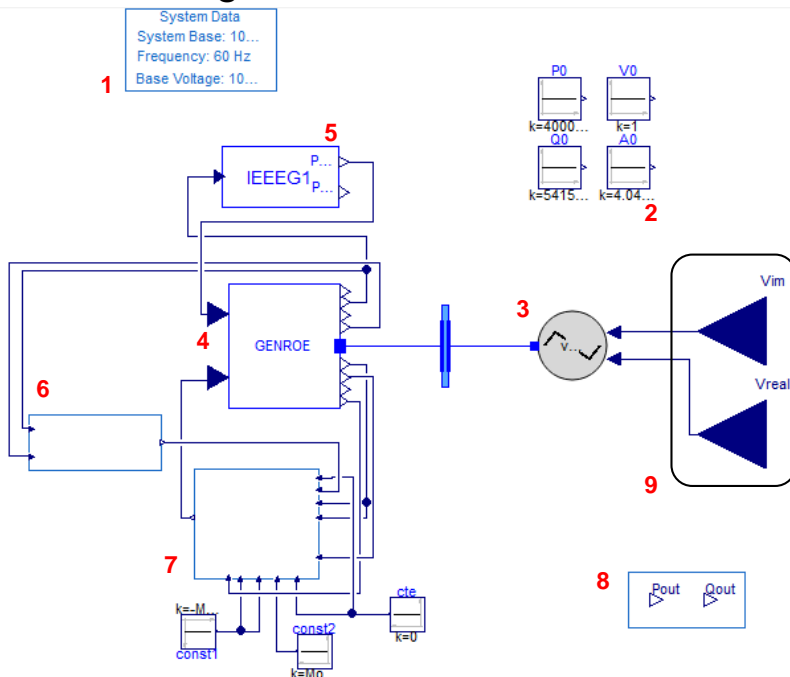 System Data
System Base: 10...
Frequency: 60 Hz
Base Voltage: 10...
1
P0
V0
k=4000...
k=1
Q0
A0
k=5415...
k=4.04...
2
5
P...
IEEEG1
P...
3
Vim
4
GENROE
v...
Vreal
6
9
7
8
Pout
Qout
cte
k=0
k=-M...
const1
const2
k=Mo...